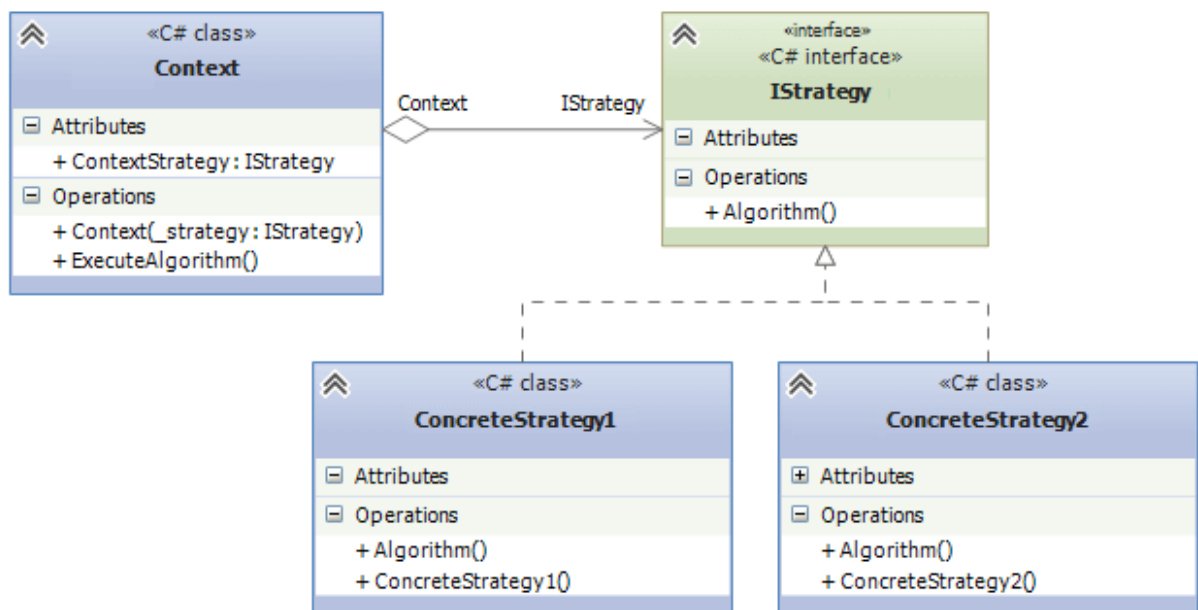 «C# class»
Context
Attributes
+ ContextStrategy : IStrategy
Operations
+ Context(_strategy : IStrategy)
+ ExecuteAlgorithm()
Context
IStrategy
«interface»
«C# interface»
IStrategy
Attributes
Operations
+ Algorithm()
«C# class»
ConcreteStrategy1
Attributes
Operations
+ Algorithm()
+ ConcreteStrategy1()
«C# class»
ConcreteStrategy2
Attributes
Operations
+ Algorithm()
+ ConcreteStrategy2()